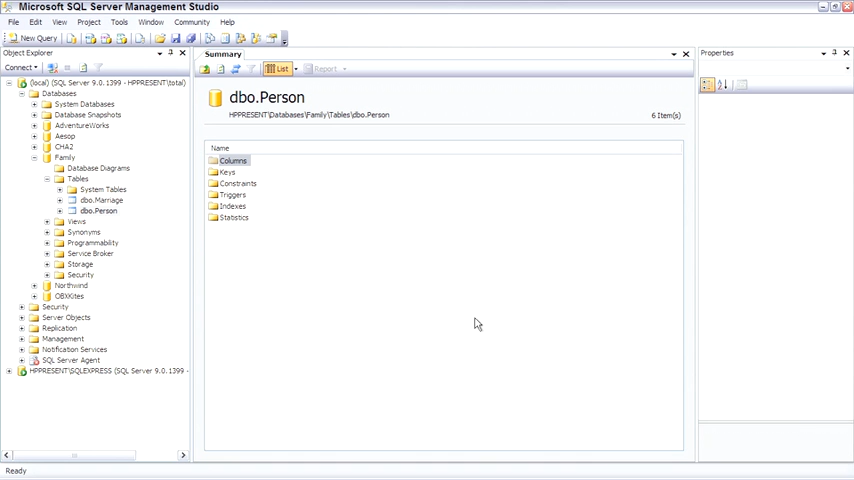 Microsoft SQL Server Management Studio
File Edit View Project Tools Window Community Help
New Query
Object Explorer
Connect
(local) (SQL Server 9.0.1399 - HPPRESENT\total)
Databases
System Databases
Database Snapshots
AdventureWorks
Aesop
CHA2
Family
Database Diagrams
Tables
System Tables
dbo.Marriage
dbo.Person
Views
Synonyms
Programmability
Service Broker
Storage
Security
Northwind
OBXKites
Security
Server Objects
Replication
Management
Notification Services
SQL Server Agent
HPPRESENT\SQLEXPRESS (SQL Server 9.0.1399 -
Summary
List Report
dbo.Person
HPPRESENT\Databases\Family\Tables\dbo.Person 6 Item(s)
Name
Columns
Keys
Constraints
Triggers
Indexes
Statistics
Properties
Ready